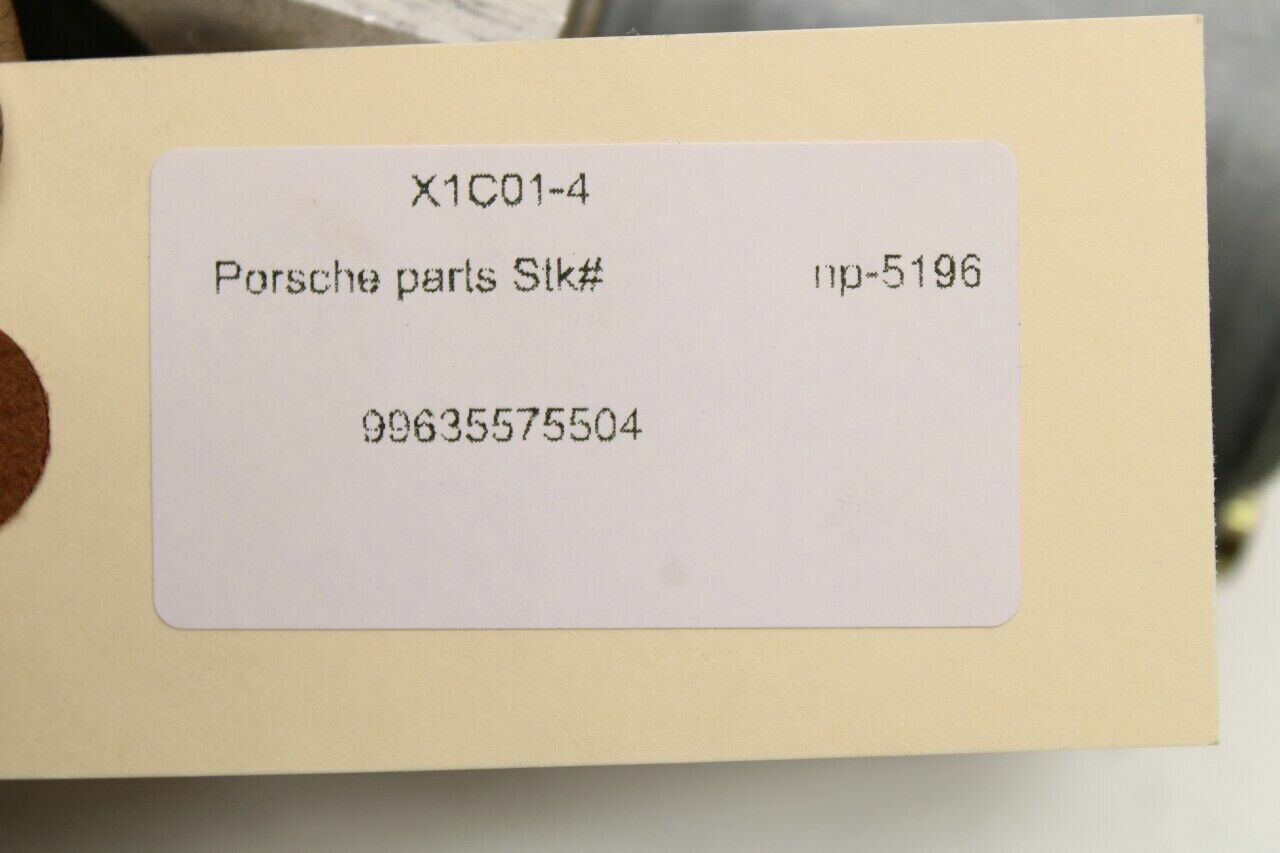 X1C01-4
Porsche parts Stk# np-5196
99635575504